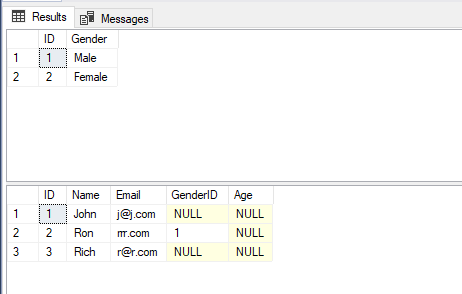 Results Messages
ID Gender
1 1 Male
2 2 Female
ID Name Email GenderID Age
1 1 John j@j.com NULL NULL
2 2 Ron rrr.com 1 NULL
3 3 Rich r@r.com NULL NULL